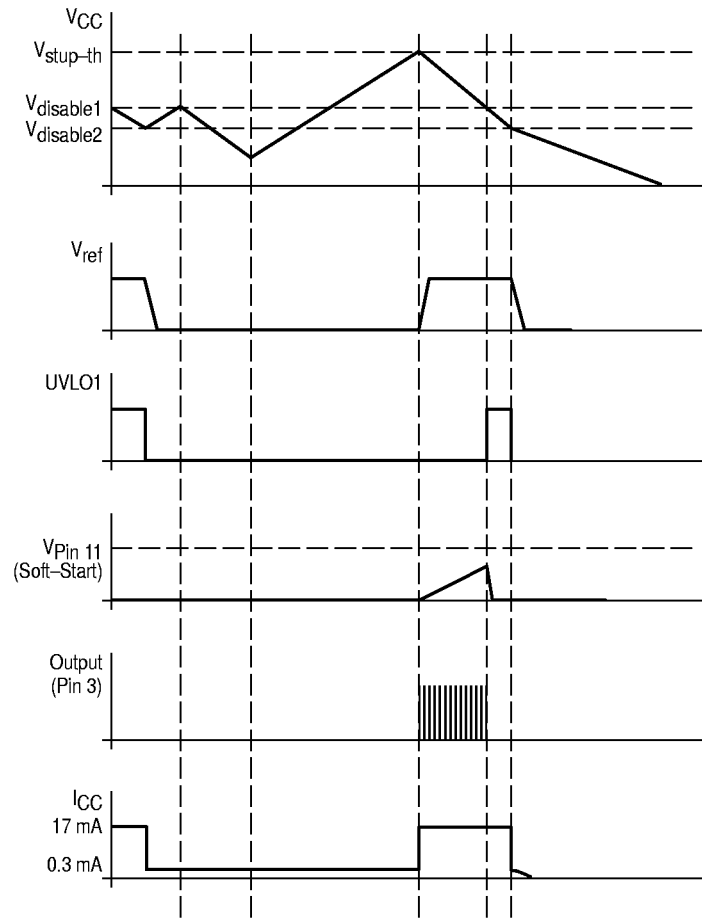 VCC
Vstup–th
Vdisable1
Vdisable2
Vref
UVLO1
VPin 11
(Soft–Start)
Output
(Pin 3)
ICC
17 mA
0.3 mA